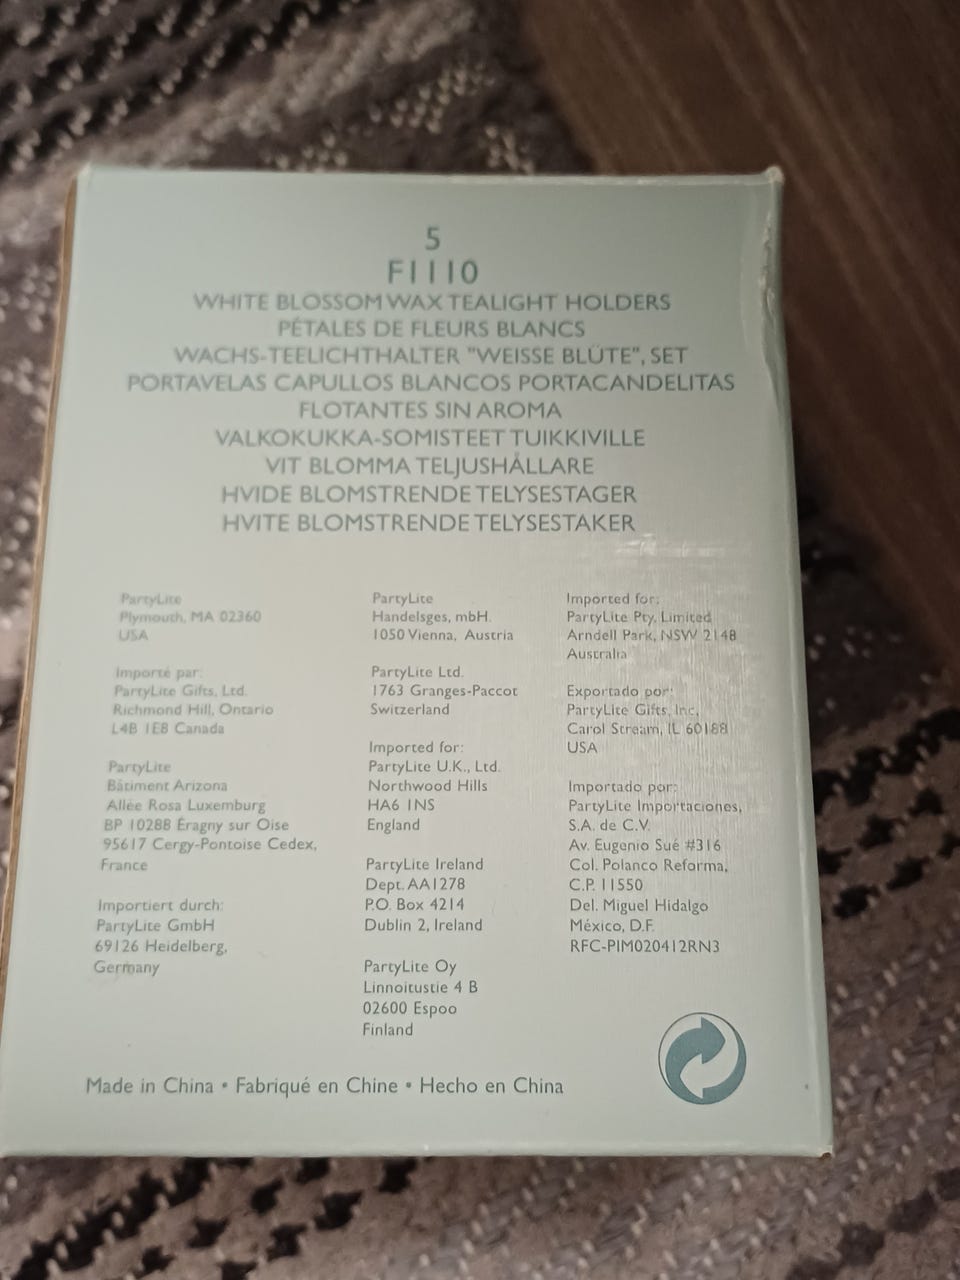 5
F11110
WHITE BLOSSOM WAX TEALIGHT HOLDERS
PÉTALES DE FLEURS BLANCS
WACHS-TEELICHTHALTER "WEISSE BLÜTE", SET
PORTAVELAS CAPULLOS BLANCOS PORTACANDELITAS
FLOTANTES SIN AROMA
VALKOKUKKA-SOMISTEET TUIKKIVILLE
VIT BLOMMA TELJUSHÅLLARE
HVIDE BLOMSTRENDE TELYSESTAGER
HVITE BLOMSTRENDE TELYSESTAKER
PartyLite
Plymouth, MA 02360
USA
Importé par:
PartyLite Gifts, Ltd.
Richmond Hill, Ontario
L4B 1E8 Canada
PartyLite
Bâtiment Arizona
Allée Rosa Luxemburg
BP 10288 Éragny sur Oise
95617 Cergy-Pontoise Cedex,
France
Importiert durch:
PartyLite GmbH
69126 Heidelberg,
Germany
PartyLite
Handelsges, mbH.
1050 Vienna, Austria
PartyLite Ltd.
1763 Granges-Paccot
Switzerland
Imported for:
PartyLite U.K., Ltd.
Northwood Hills
HA6 1NS
England
PartyLite Ireland
Dept. AA1278
P.O. Box 4214
Dublin 2, Ireland
PartyLite Oy
Linnoitustie 4 B
02600 Espoo
Finland
Imported for:
PartyLite Pty, Limited
Arndell Park, NSW 2148
Australia
Exportado por:
PartyLite Gifts, Inc,
Carol Stream, IL 60188
USA
Importado por:
PartyLite Importaciones,
S.A. de C.V.
Av. Eugenio Sué #316
Col. Polanco Reforma,
C.P. 11550
Del. Miguel Hidalgo
México, D.F.
RFC-PIM020412RN3
Made in China • Fabriqué en Chine • Hecho en China